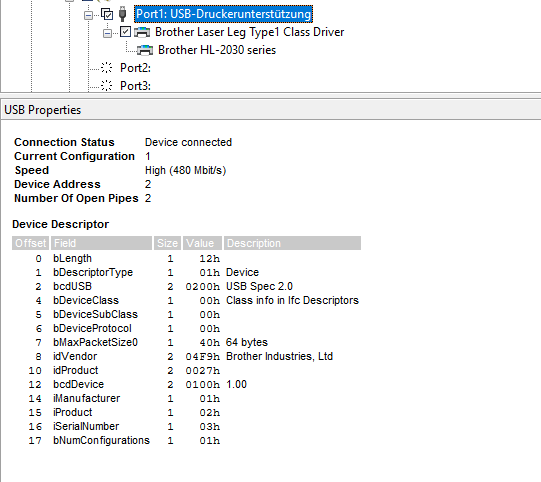 Port1: USB-Druckerunterstützung
Brother Laser Leg Type1 Class Driver
Brother HL-2030 series
Port2:
Port3:
USB Properties
Connection Status Device connected
Current Configuration 1
Speed High (480 Mbit/s)
Device Address 2
Number Of Open Pipes 2
Device Descriptor
Offset Field Size Value Description
0 bLength 1 12h
1 bDescriptorType 1 01h Device
2 bcdUSB 2 0200h USB Spec 2.0
4 bDeviceClass 1 00h Class info in Ifc Descriptors
5 bDeviceSubClass 1 00h
6 bDeviceProtocol 1 00h
7 bMaxPacketSize0 1 40h 64 bytes
8 idVendor 2 04F9h Brother Industries, Ltd
10 idProduct 2 0027h
12 bcdDevice 2 0100h 1.00
14 iManufacturer 1 01h
15 iProduct 1 02h
16 iSerialNumber 1 03h
17 bNumConfigurations 1 01h